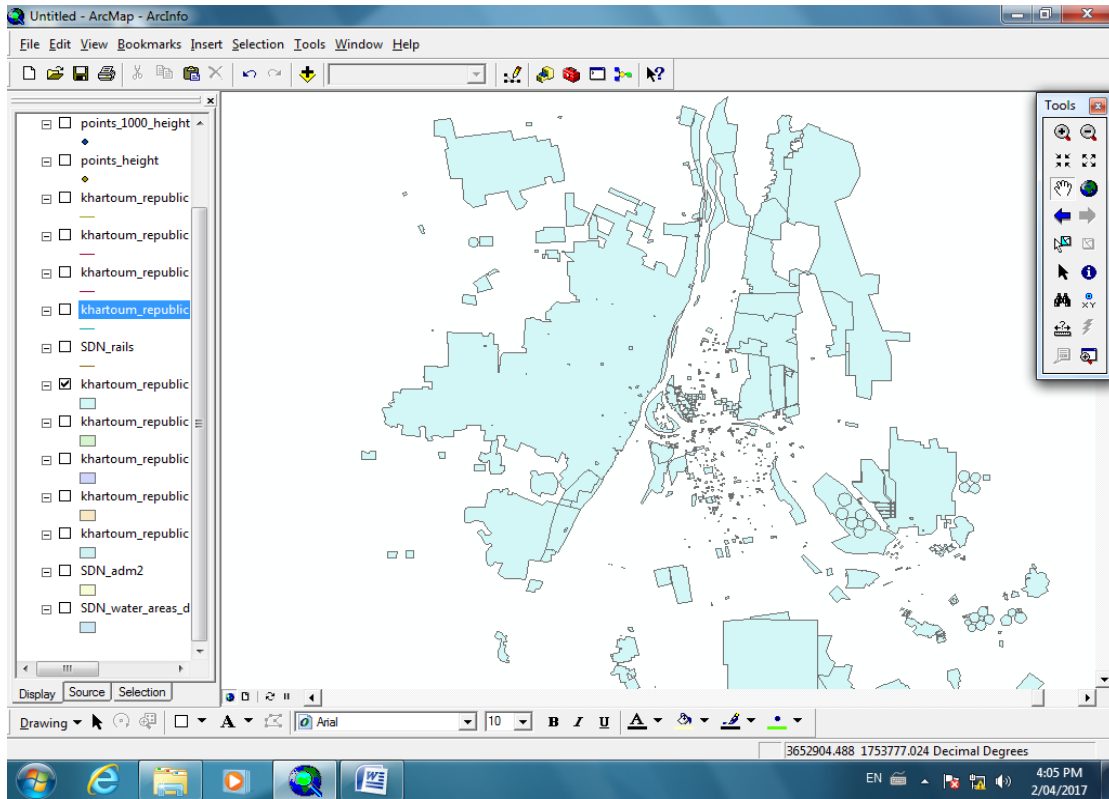 Untitled - ArcMap - ArcInfo
File Edit View Bookmarks Insert Selection Tools Window Help
Tools
points_1000_height
points_height
khartoum_republic
khartoum_republic
khartoum_republic
khartoum_republic
SDN_rails
khartoum_republic
khartoum_republic
khartoum_republic
khartoum_republic
khartoum_republic
SDN_adm2
SDN_water_areas_d
Display Source Selection
Drawing A Arial 10 B I U A
3652904.488 1753777.024 Decimal Degrees
EN 4:05 PM
2/04/2017